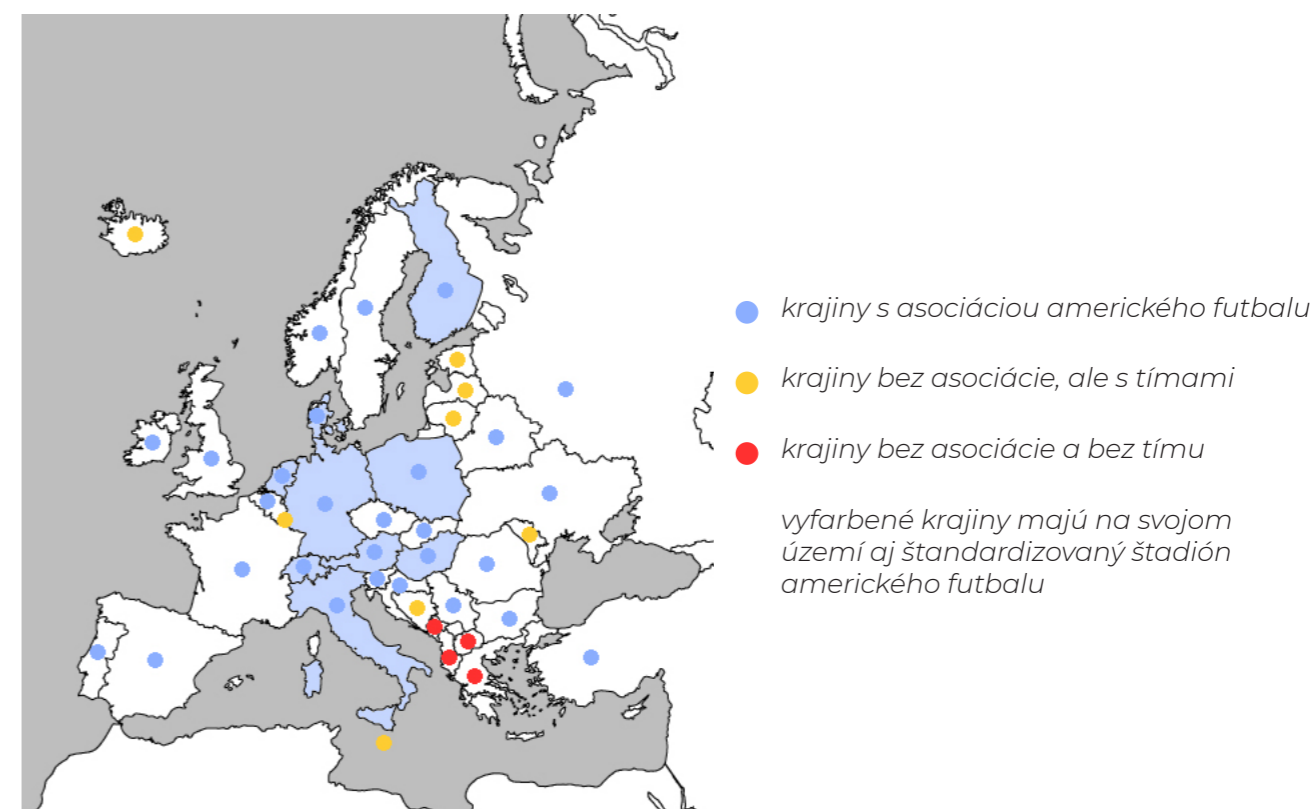 krajiny s asociáciou amerického futbalu
krajiny bez asociácie, ale s tímami
krajiny bez asociácie a bez tímu
vyfarbené krajiny majú na svojom
území aj štandardizovaný štadión
amerického futbalu